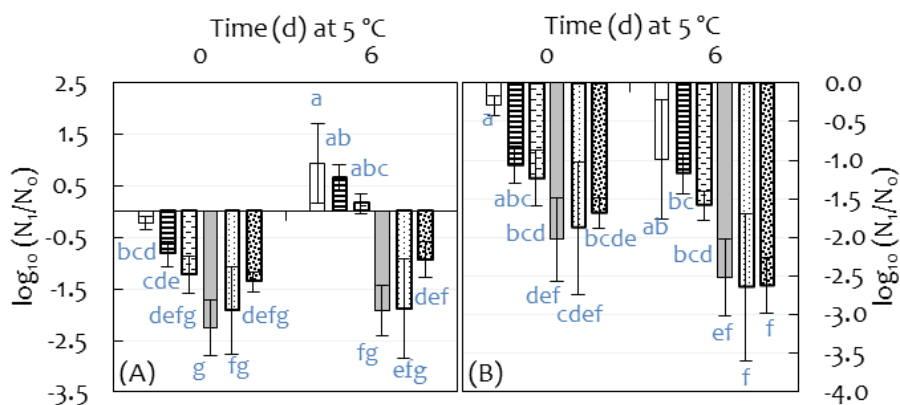 Time (d) at 5 °C
0 6
2.5
1.5
0.5
-0.5
-1.5
-2.5
-3.5
log₁₀ (N₁/N₀)
a
ab
abc
bcd
cde
defg
g
fg
defg
fg
efg
def
(A)
Time (d) at 5 °C
0 6
0.0
-0.5
-1.0
-1.5
-2.0
-2.5
-3.0
-3.5
-4.0
log₁₀ (N₁/N₀)
a
abc
bcd
def
cdef
bcde
ab
bc
bcd
ef
f
f
(B)